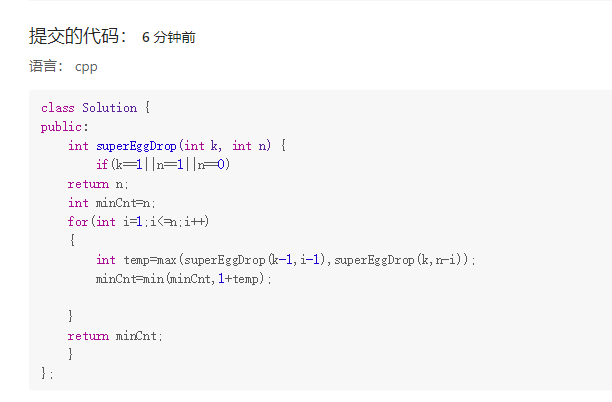 提交的代码： 6 分钟前
语言： cpp
class Solution {
public:
    int superEggDrop(int k, int n) {
        if(k==1||n==1||n==0)
    return n;
    int minCnt=n;
    for(int i=1;i<=n;i++)
    {
        int temp=max(superEggDrop(k-1,i-1),superEggDrop(k,n-i));
        minCnt=min(minCnt,1+temp);
    }
    return minCnt;
    }
};